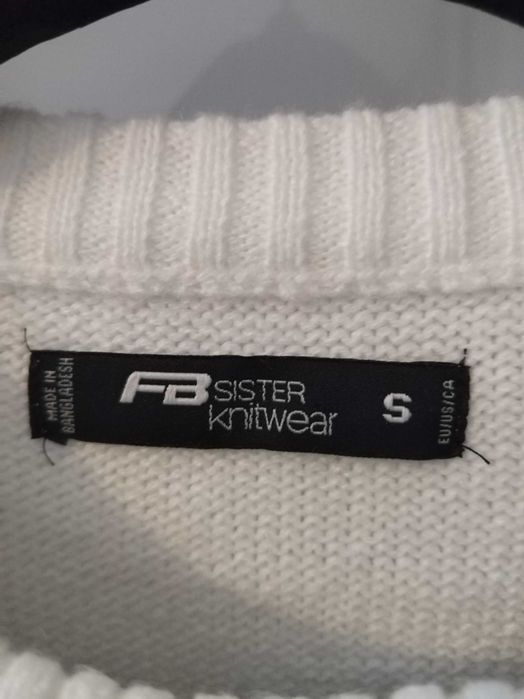 MADE IN
BANGLADESH
FB SISTER
knitwear
S
EU/US/CA